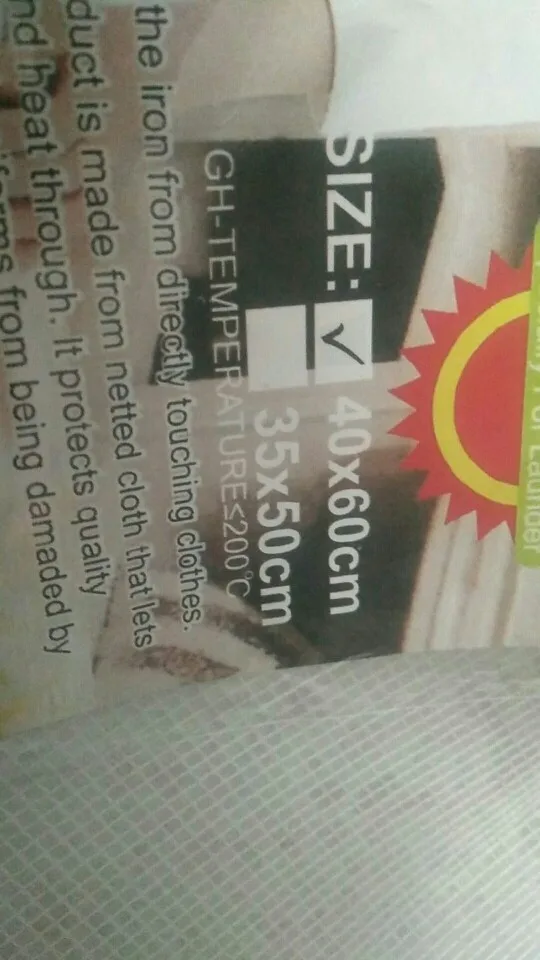 For Launder
SIZE: ✓ 40x60cm
35x50cm
GH-TEMPERATURE≤200°C
the iron from directly touching clothes.
duct is made from netted cloth that lets
nd heat through. It protects quality
from being damaded by